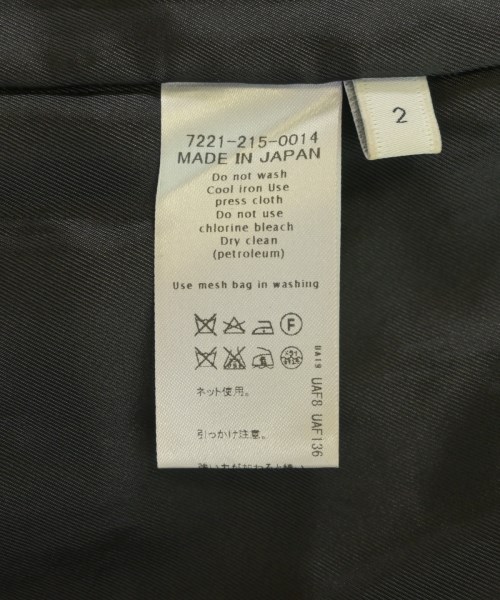 7221-215-0014
MADE IN JAPAN
Do not wash
Cool iron Use
press cloth
Do not use
chlorine bleach
Dry clean
(petroleum)
Use mesh bag in washing
F
ネット使用。
引っかけ注意。
UA19
UAF8 UAF136
2